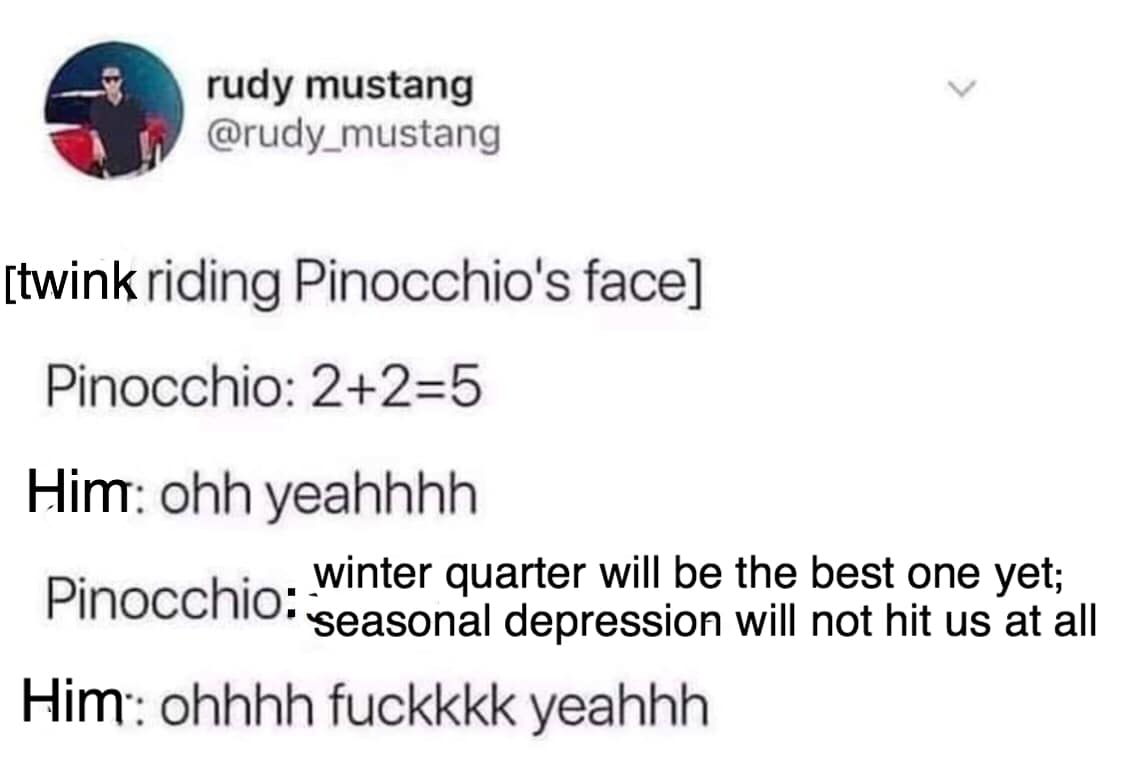 rudy mustang
@rudy_mustang
[twink riding Pinocchio's face]
Pinocchio: 2+2=5
Him: ohh yeahhhh
Pinocchio: winter quarter will be the best one yet;
seasonal depression will not hit us at all
Him: ohhhh fuckkkk yeahhh